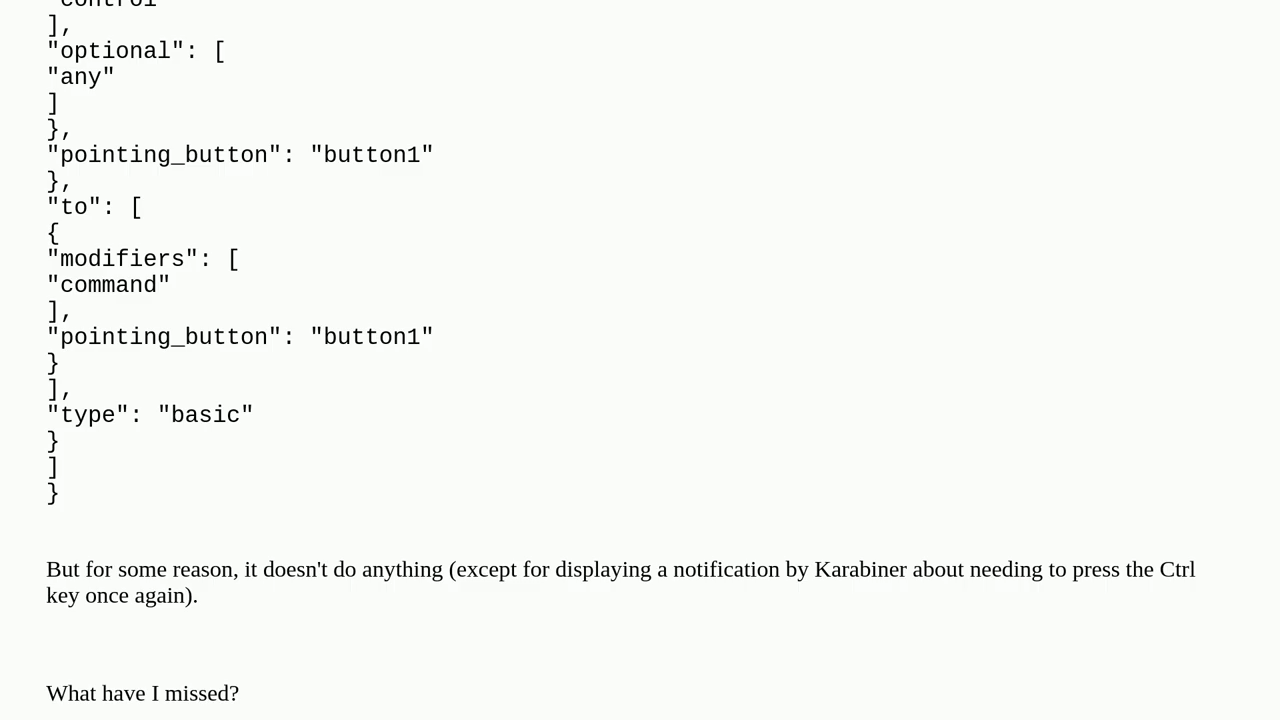 "control"
],
"optional": [
"any"
]
},
"pointing_button": "button1"
},
"to": [
{
"modifiers": [
"command"
],
"pointing_button": "button1"
}
],
"type": "basic"
}
]
}
But for some reason, it doesn't do anything (except for displaying a notification by Karabiner about needing to press the Ctrl
key once again).
What have I missed?